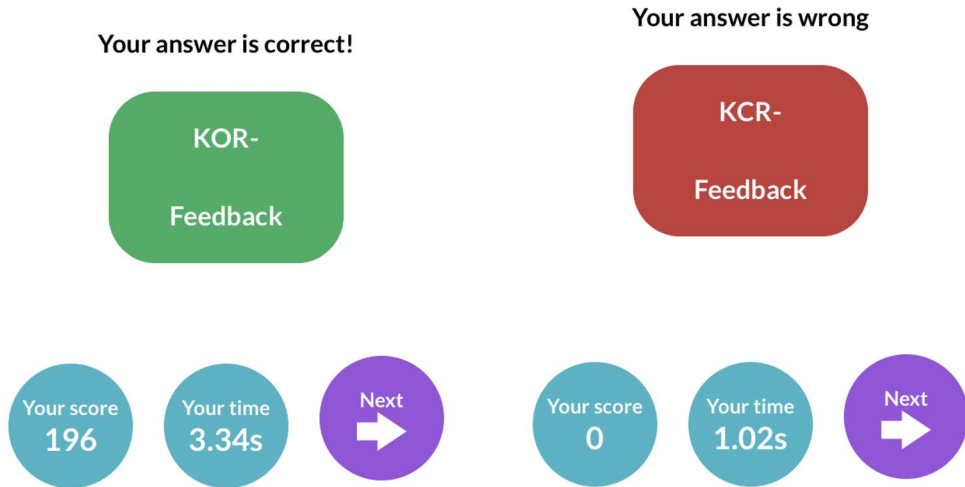 Your answer is correct!
KOR-
Feedback
Your score
196
Your time
3.34s
Next
Your answer is wrong
KCR-
Feedback
Your score
0
Your time
1.02s
Next